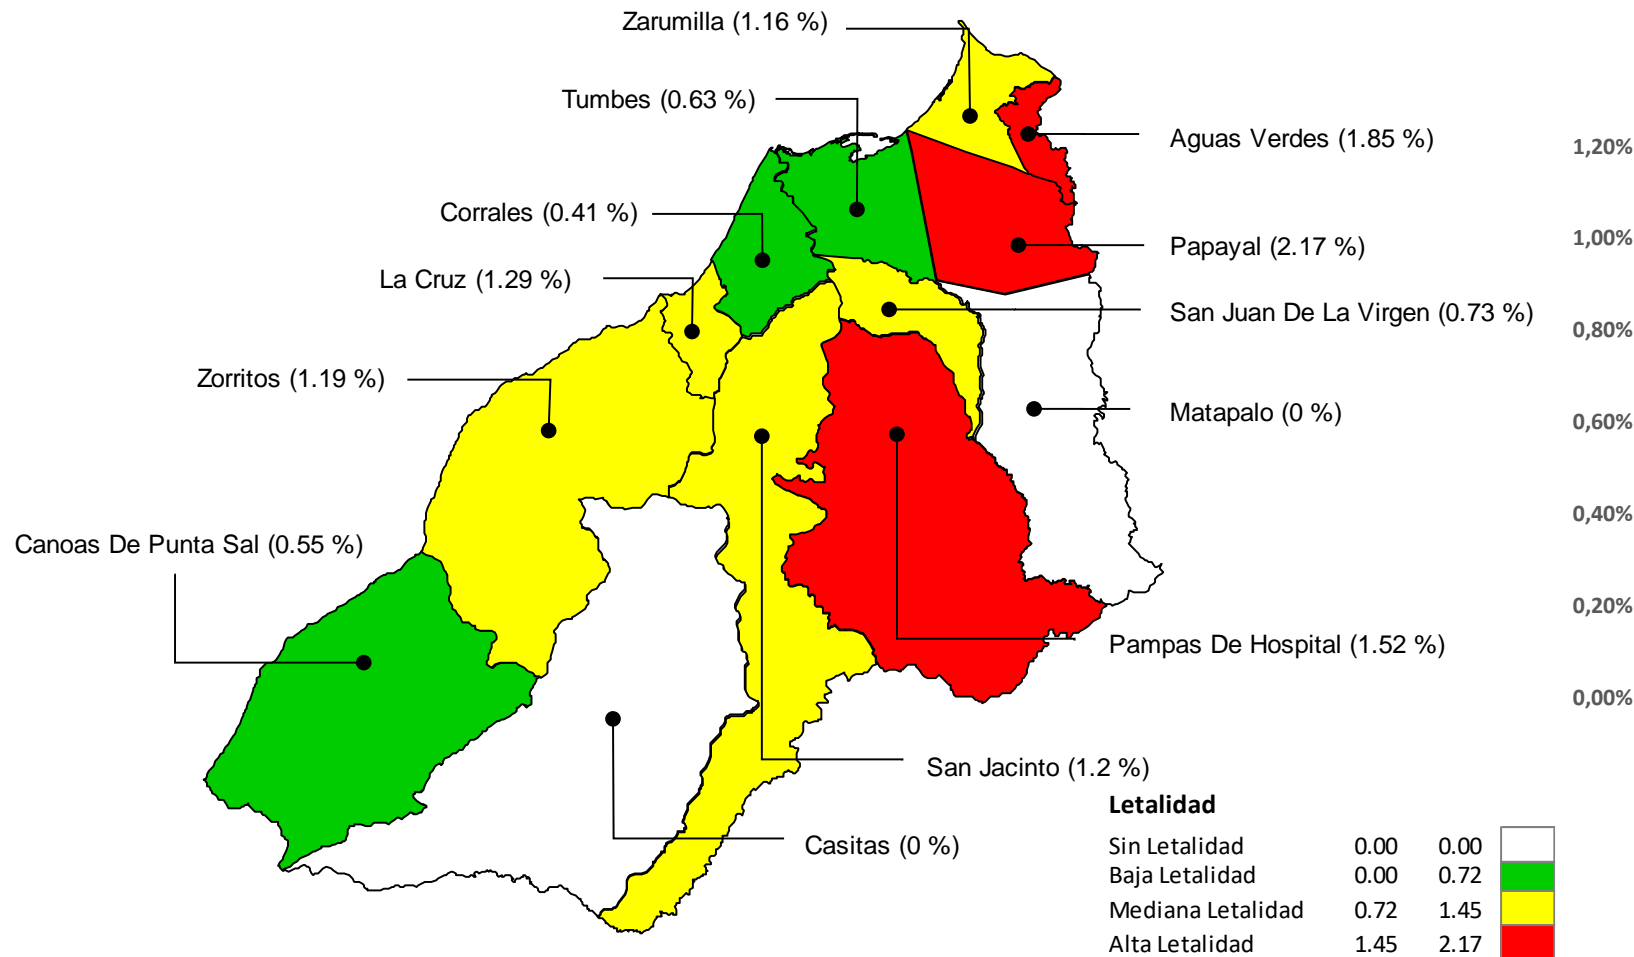 Zarumilla (1.16 %)
Tumbes (0.63 %)
Aguas Verdes (1.85 %)
1,20%
Corrales (0.41 %)
1,00%
Papayal (2.17 %)
La Cruz (1.29 %)
San Juan De La Virgen (0.73 %)
0,80%
Zorritos (1.19 %)
Matapalo (0 %)
0,60%
0,40%
Canoas De Punta Sal (0.55 %)
0,20%
Pampas De Hospital (1.52 %)
0,00%
San Jacinto (1.2 %)
Casitas (0 %)
Letalidad
Sin Letalidad 0.00 0.00
Baja Letalidad 0.00 0.72
Mediana Letalidad 0.72 1.45
Alta Letalidad 1.45 2.17